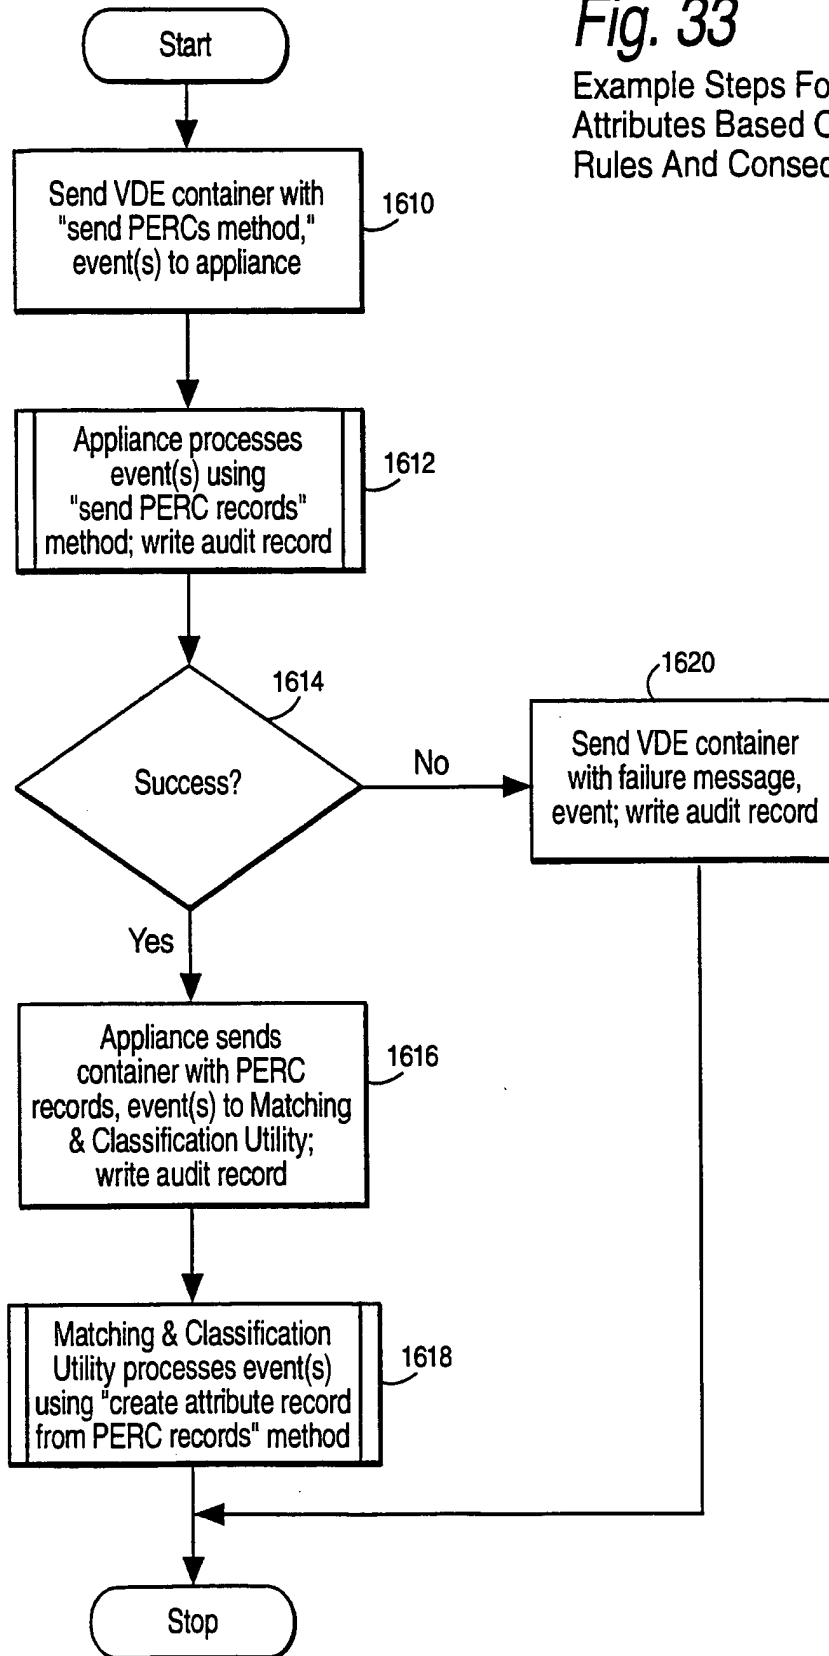 Fig. 33
Example Steps Fo
Attributes Based
Rules And Conse
Start
Send VDE container with
"send PERCs method,"
event(s) to appliance
1610
Appliance processes
event(s) using
"send PERC records"
method; write audit record
1612
1614
Success?
No
1620
Send VDE container
with failure message,
event; write audit record
Yes
Appliance sends
container with PERC
records, event(s) to Matching
& Classification Utility;
write audit record
1616
Matching & Classification
Utility processes event(s)
using "create attribute record
from PERC records" method
1618
Stop